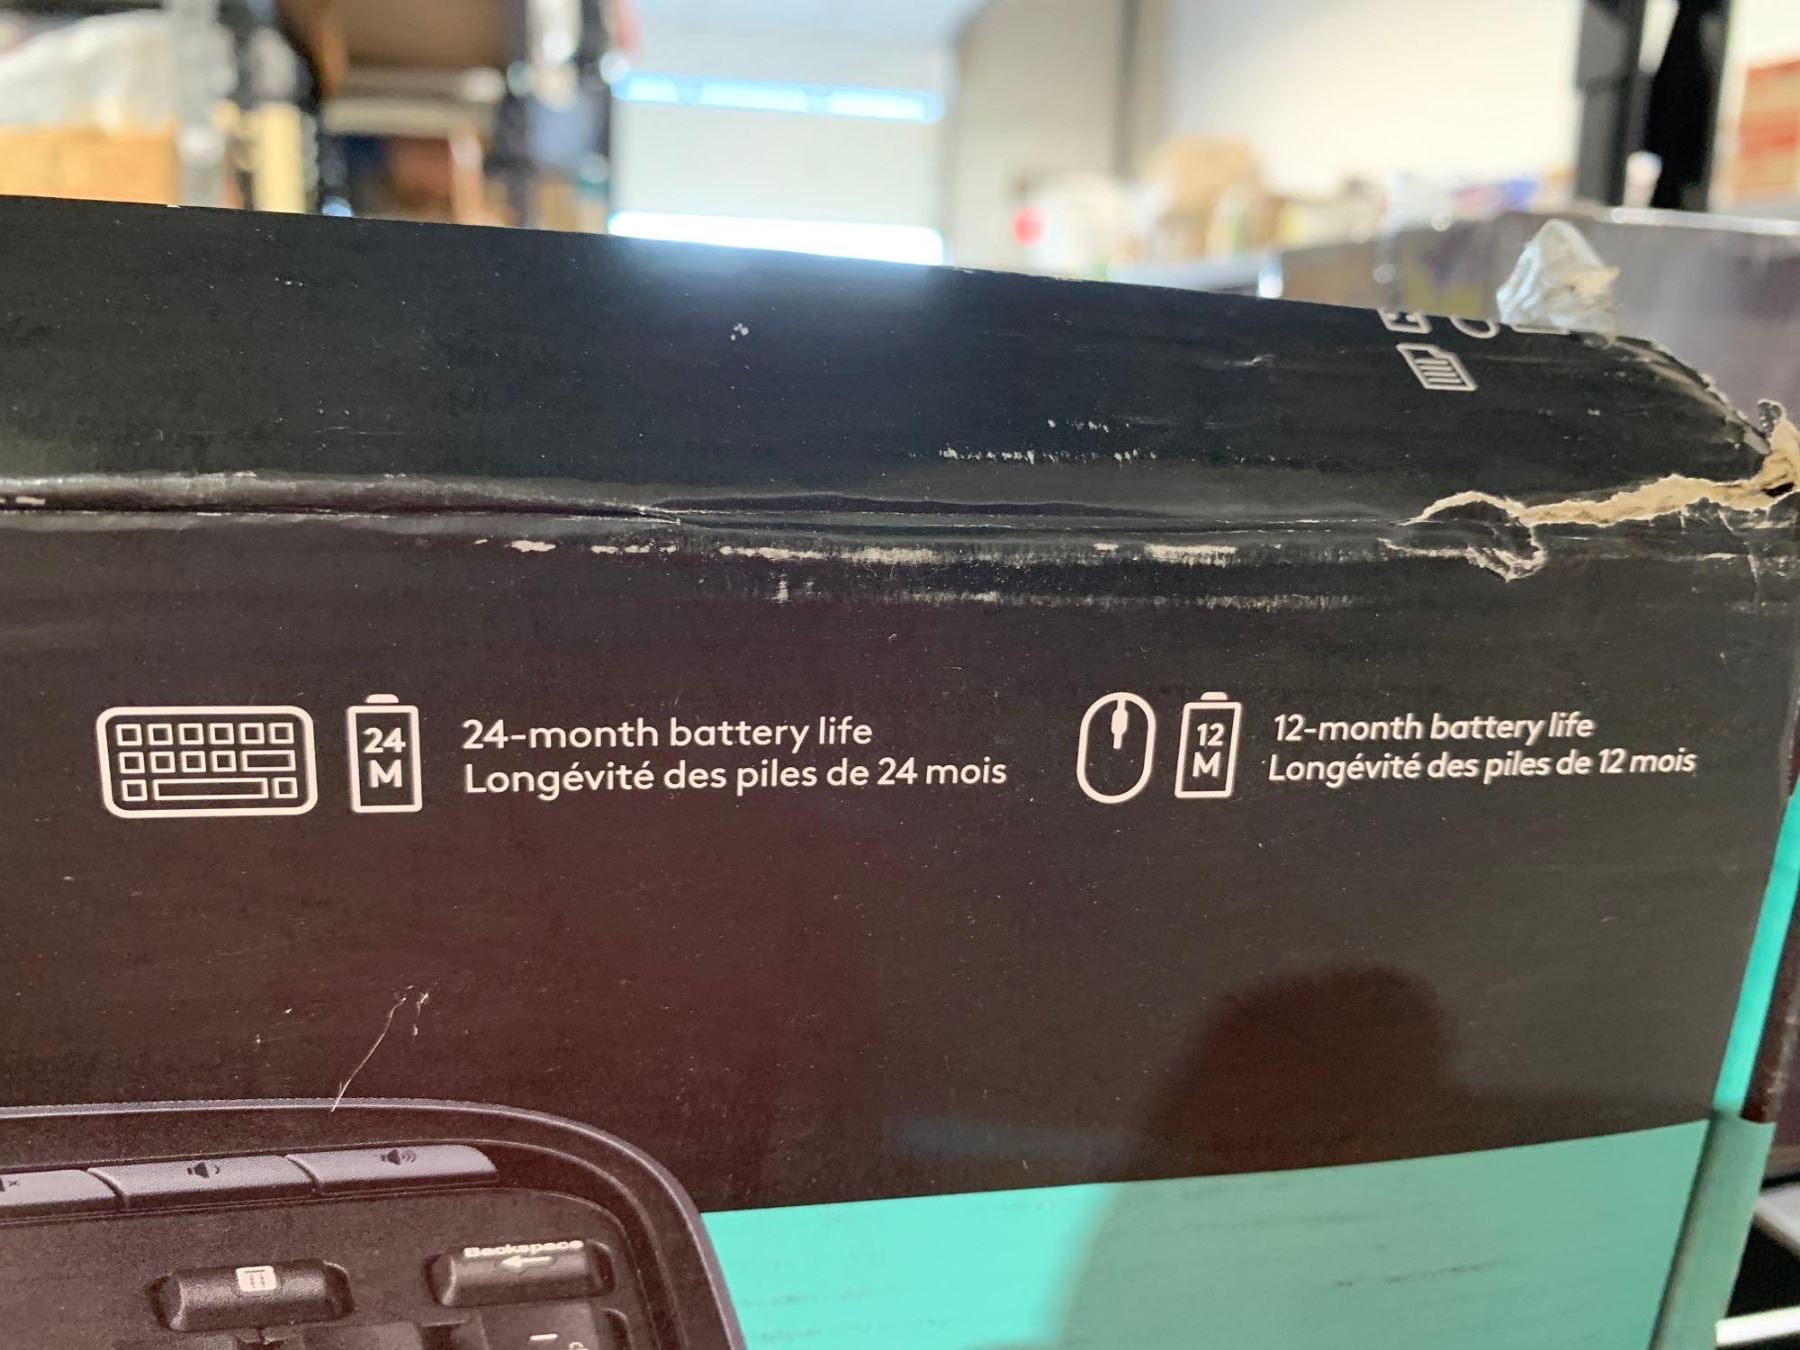 24
M
24-month battery life
Longévité des piles de 24 mois
12
M
12-month battery life
Longévité des piles de 12 mois
Backspace